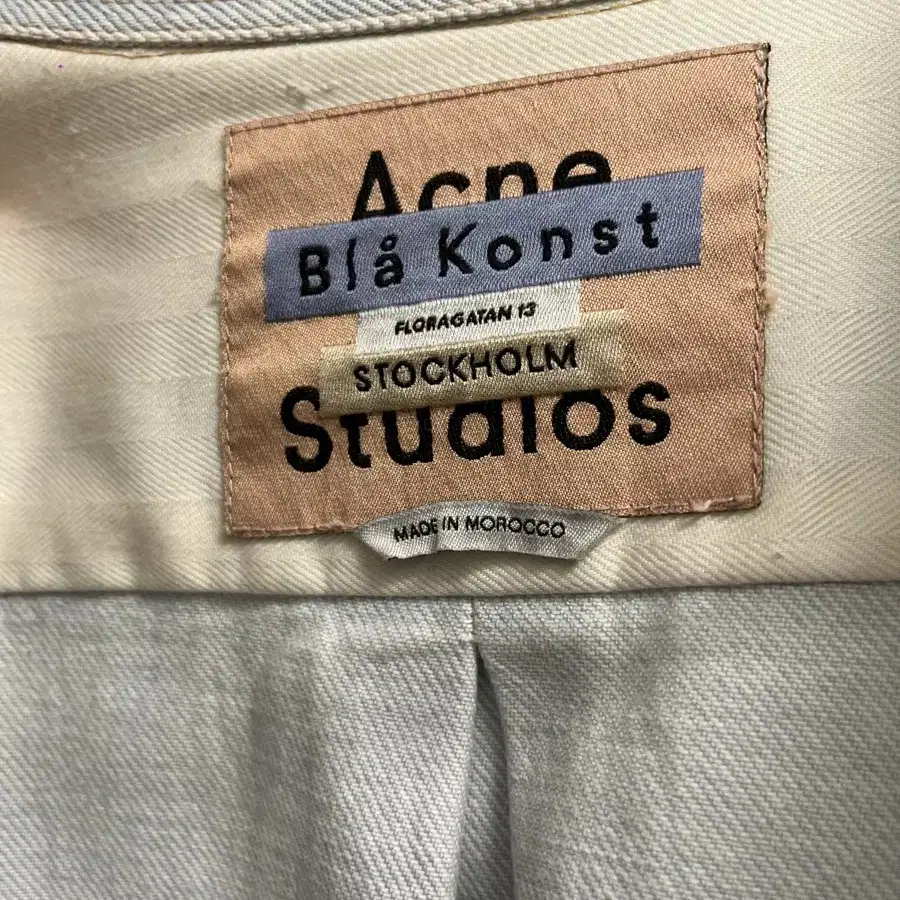 Acne
Blå Konst
FLORAGATAN 13
STOCKHOLM
Studios
MADE IN MOROCCO